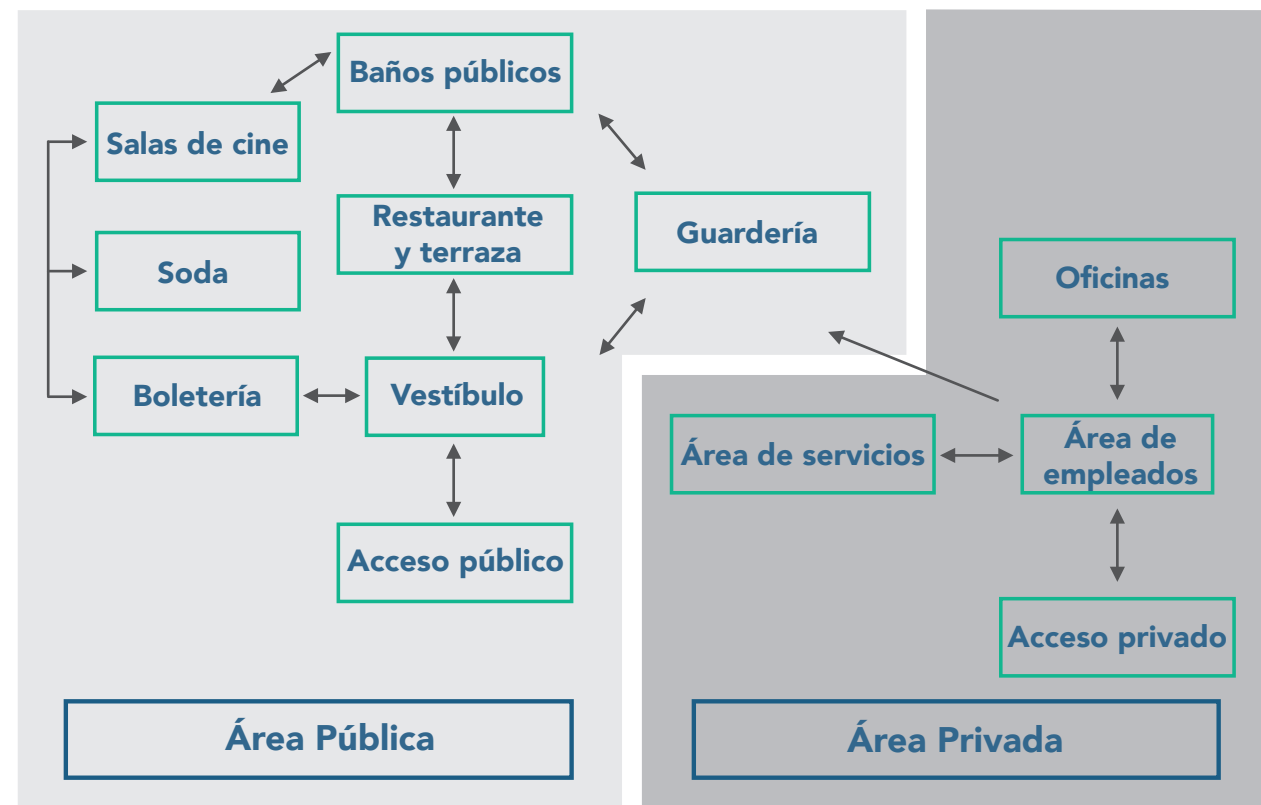 Baños públicos
Salas de cine
Restaurante
y terraza
Guardería
Soda
Oficinas
Boletería
Vestíbulo
Área de servicios
Área de
empleados
Acceso público
Acceso privado
Área Pública
Área Privada